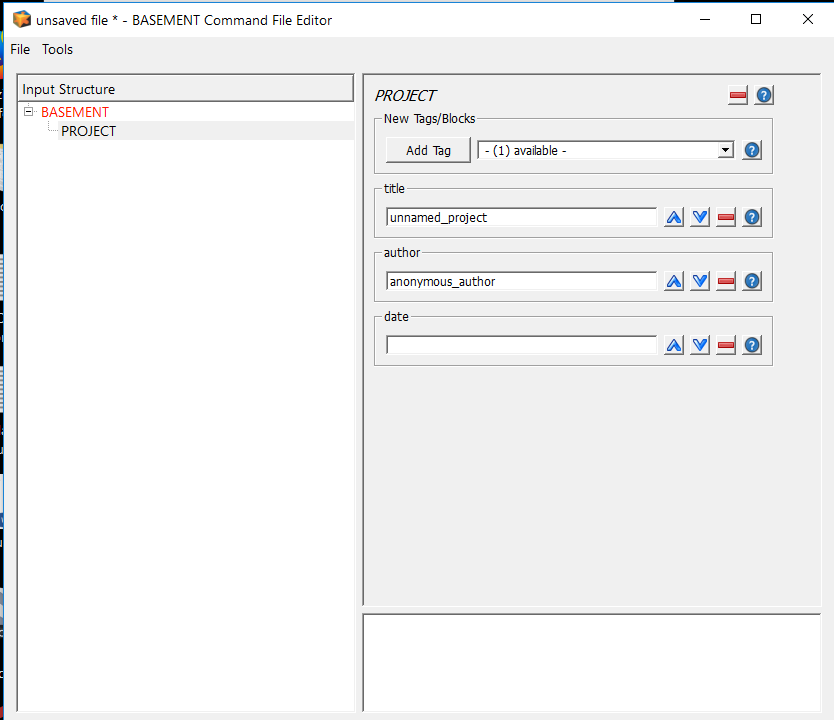 unsaved file * - BASEMENT Command File Editor
File Tools
Input Structure
BASEMENT
PROJECT
PROJECT
New Tags/Blocks
Add Tag - (1) available -
title
unnamed_project
author
anonymous_author
date